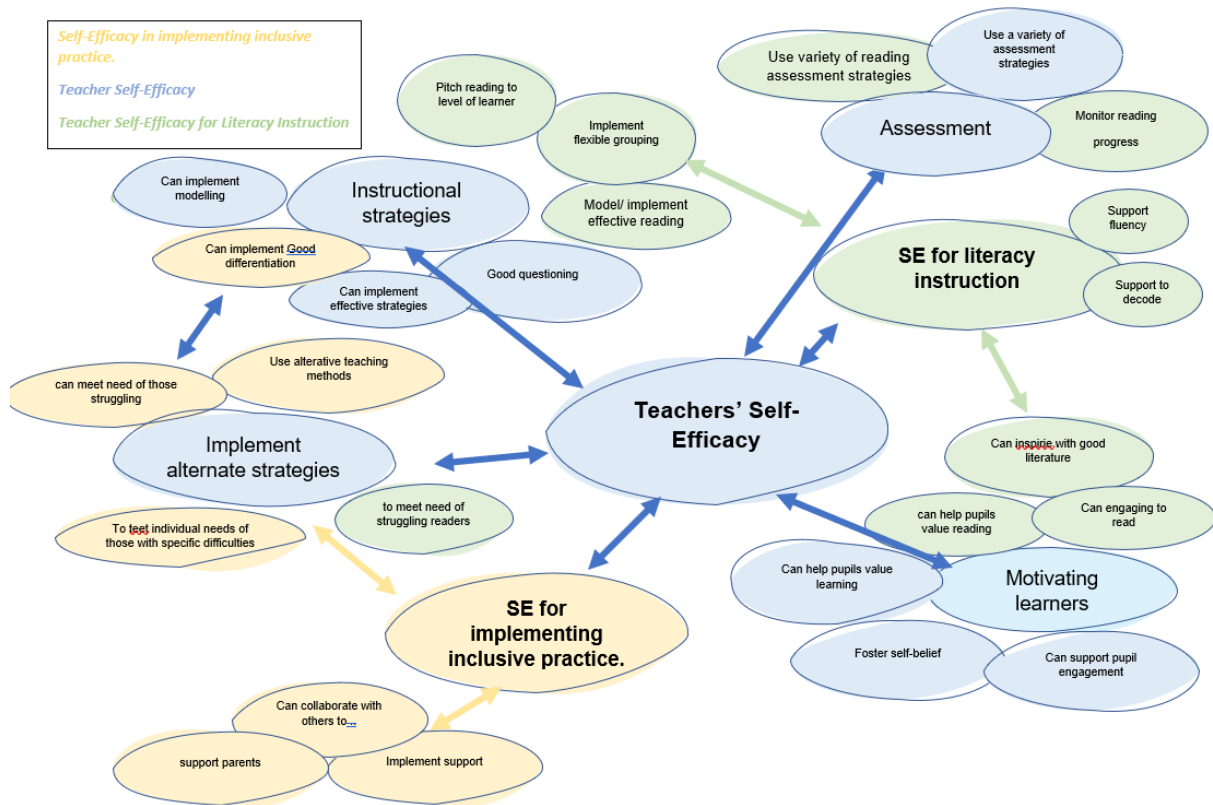 Self-Efficacy in implementing inclusive
practice.
Teacher Self-Efficacy
Teacher Self-Efficacy for Literacy Instruction
Pitch reading to
level of learner
Implement
flexible grouping
Model/ implement
effective reading
Use variety of reading
assessment strategies
Use a variety of
assessment
strategies
Assessment
Monitor reading
progress
Can implement
modelling
Instructional
strategies
Can implement Good
differentiation
Can implement
effective strategies
Good questioning
SE for literacy
instruction
Support
fluency
Support to
decode
can meet need of those
struggling
Use alterative teaching
methods
Implement
alternate strategies
to meet need of
struggling readers
To teet individual needs of
those with specific difficulties
Teachers’ Self-
Efficacy
Can inspirie with good
literature
can help pupils
value reading
Can engaging to
read
Can help pupils value
learning
Motivating
learners
Foster self-belief
Can support pupil
engagement
SE for
implementing
inclusive practice.
Can collaborate with
others to...
support parents
Implement support